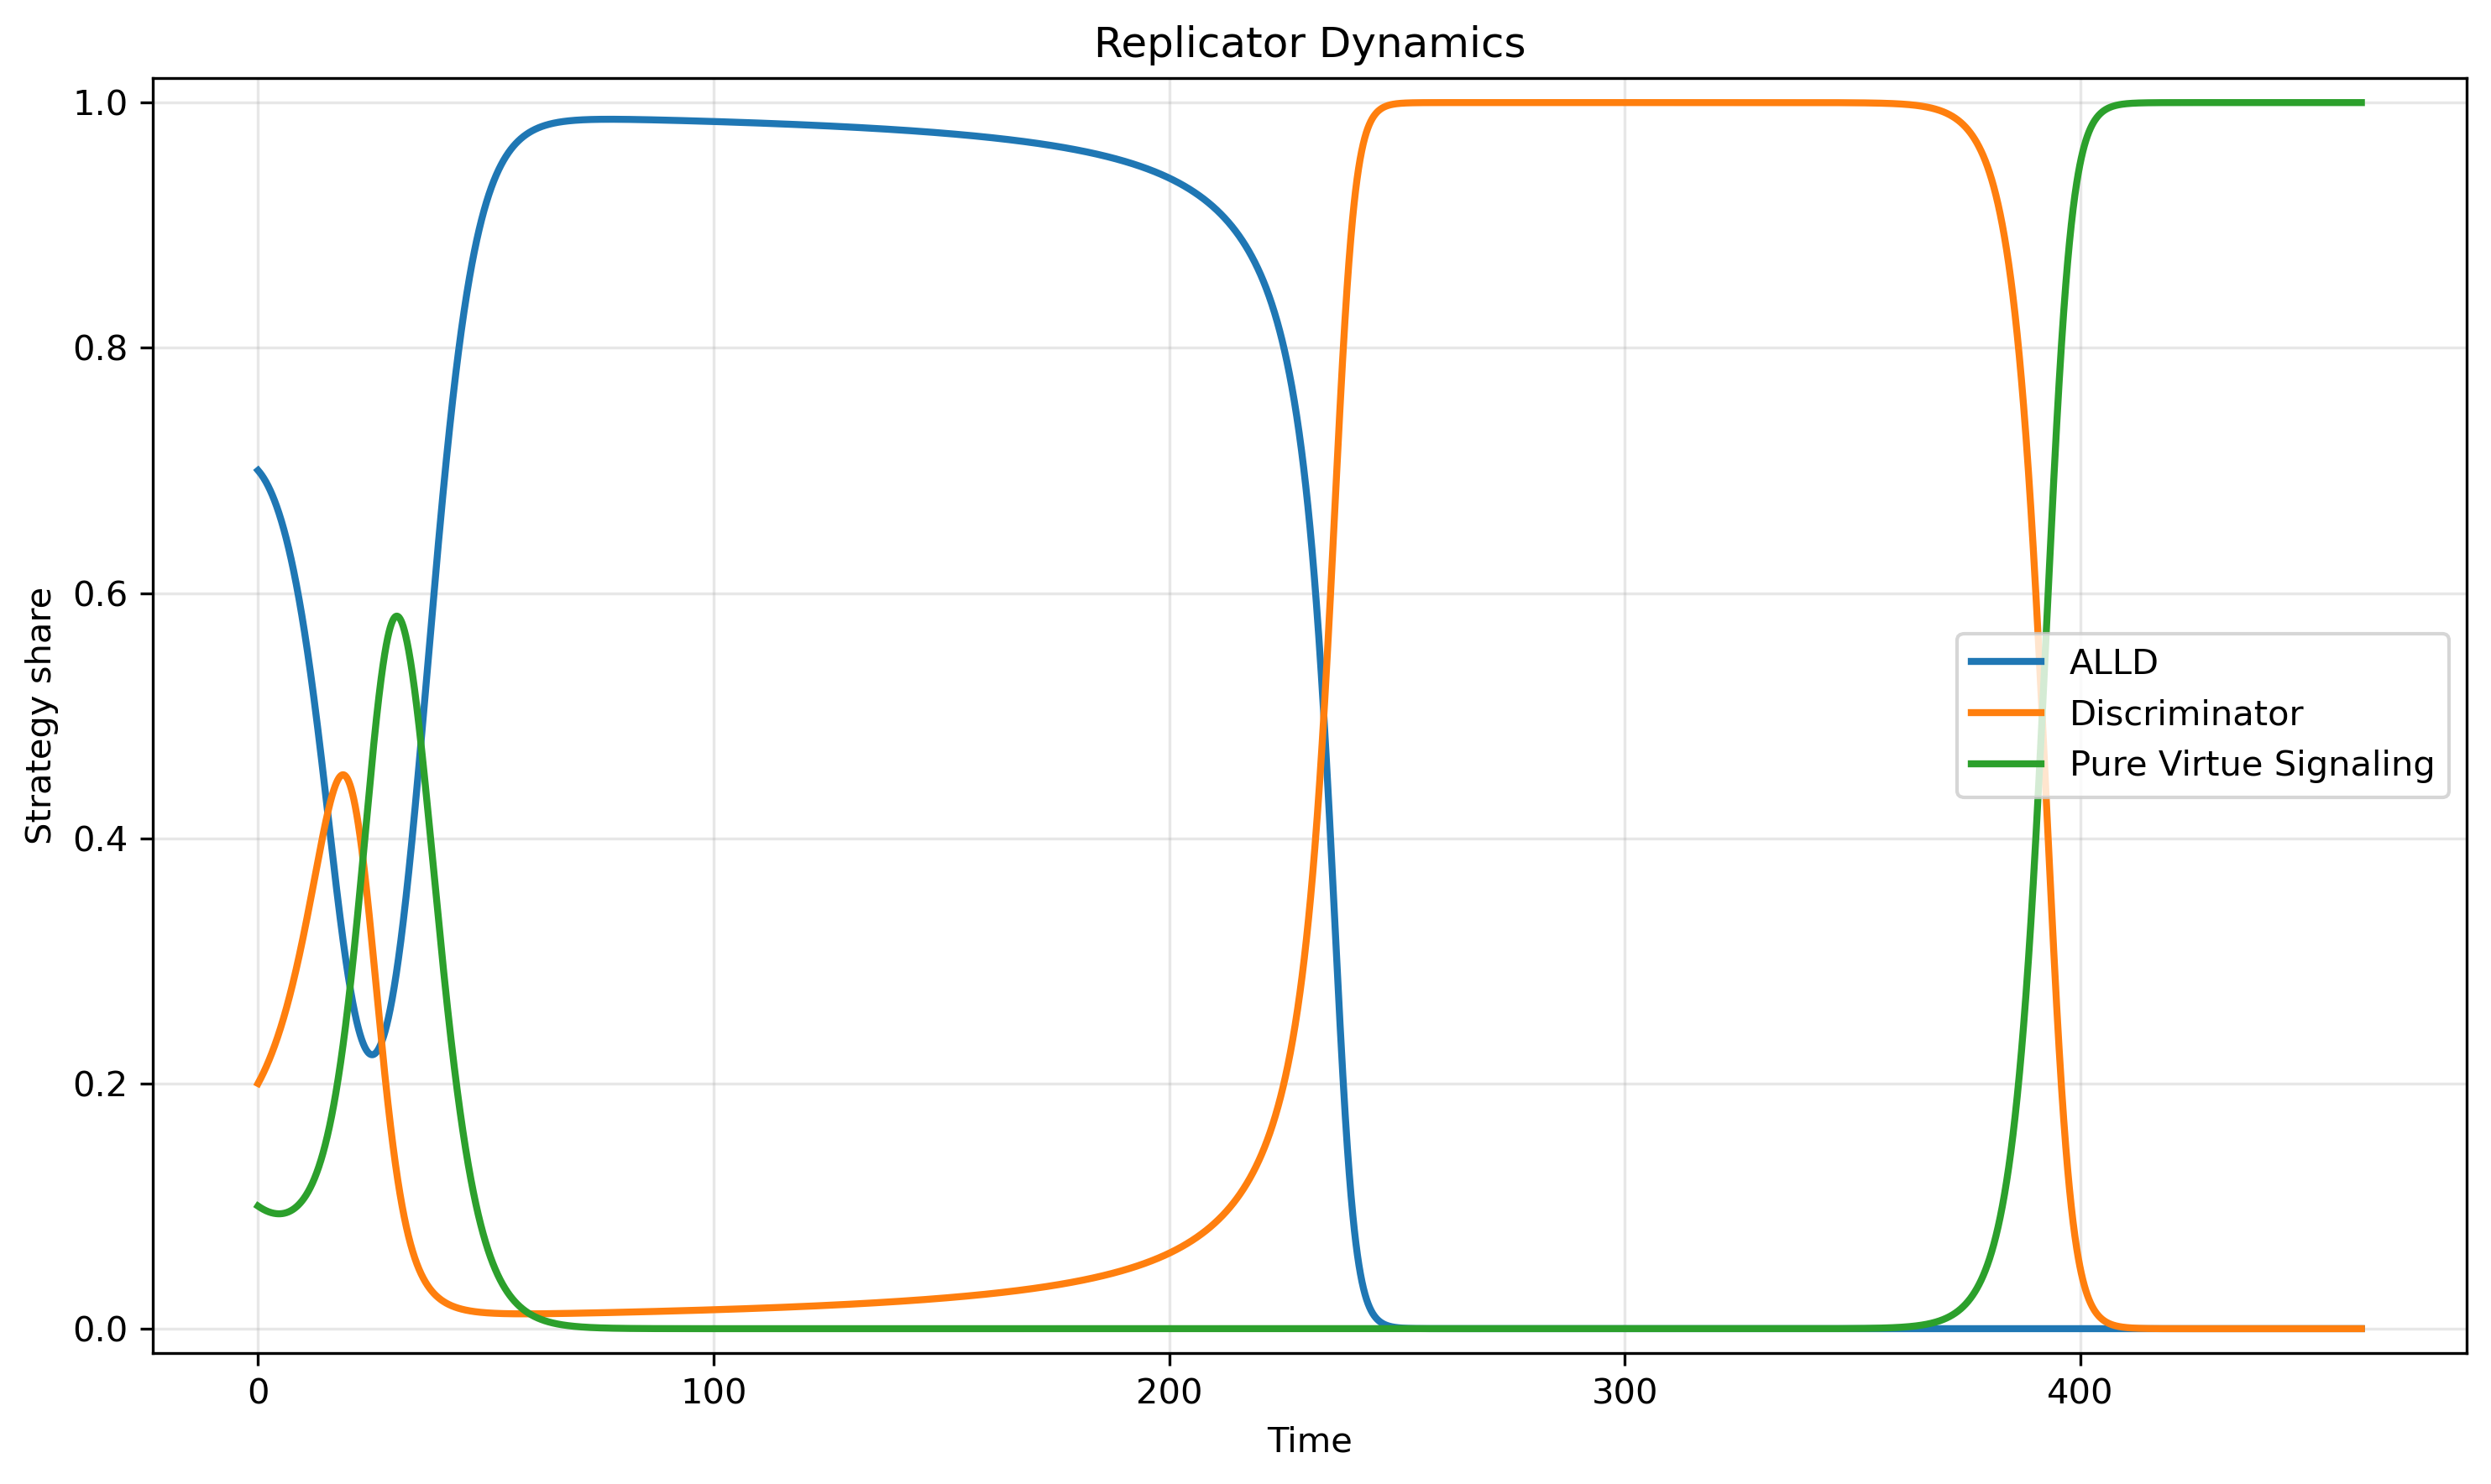 Replicator Dynamics
Strategy share
1.0
0.8
0.6
0.4
0.2
0.0
0
100
200
300
400
Time
ALLD
Discriminator
Pure Virtue Signaling